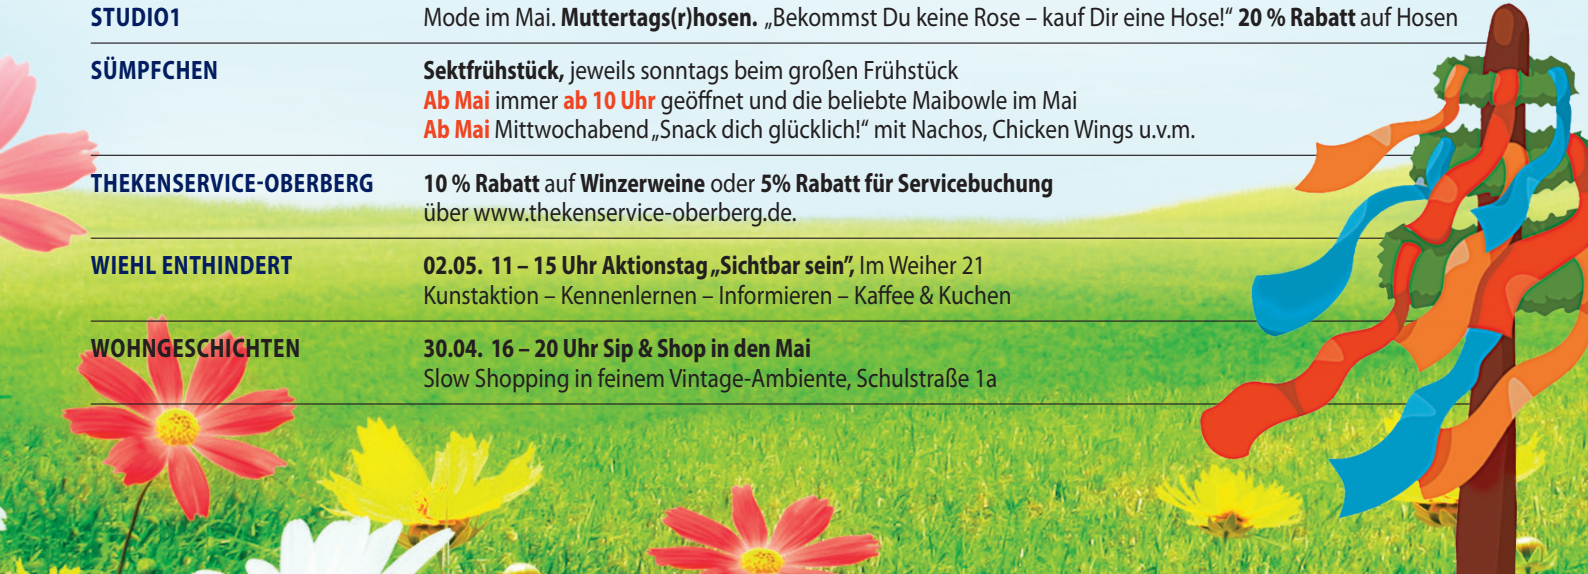 STUDIO1 Mode im Mai. Muttertags(r)hosen. „Bekommst Du keine Rose – kauf Dir eine Hose!“ 20 % Rabatt auf Hosen
SÜMPFCHEN Sektfrühstück, jeweils sonntags beim großen Frühstück
Ab Mai immer ab 10 Uhr geöffnet und die beliebte Maibowle im Mai
Ab Mai Mittwochabend „Snack dich glücklich!“ mit Nachos, Chicken Wings u.v.m.
THEKENSERVICE-OBERBERG 10 % Rabatt auf Winzerweine oder 5% Rabatt für Servicebuchung
über www.thekenservice-oberberg.de.
WIEHL ENTHINDERT 02.05. 11 – 15 Uhr Aktionstag „Sichtbar sein”, Im Weiher 21
Kunstaktion – Kennenlernen – Informieren – Kaffee & Kuchen
WOHNGESCHICHTEN 30.04. 16 – 20 Uhr Sip & Shop in den Mai
Slow Shopping in feinem Vintage-Ambiente, Schulstraße 1a